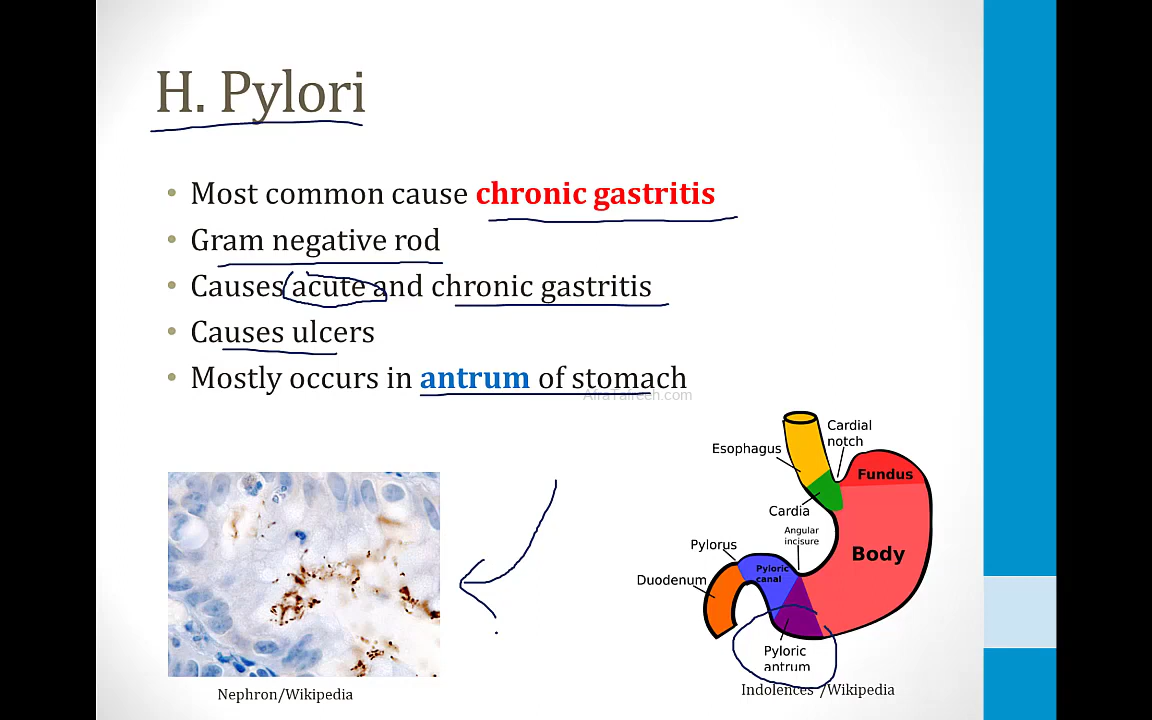 H. Pylori
• Most common cause chronic gastritis
• Gram negative rod
• Causes acute and chronic gastritis
• Causes ulcers
• Mostly occurs in antrum of stomach
AfraTafreeh.com
Cardial
notch
Esophagus
Fundus
Cardia
Angular
incisure
Pylorus
Body
Pyloric
canal
Duodenum
Pyloric
antrum
Nephron/Wikipedia
Indolences /Wikipedia